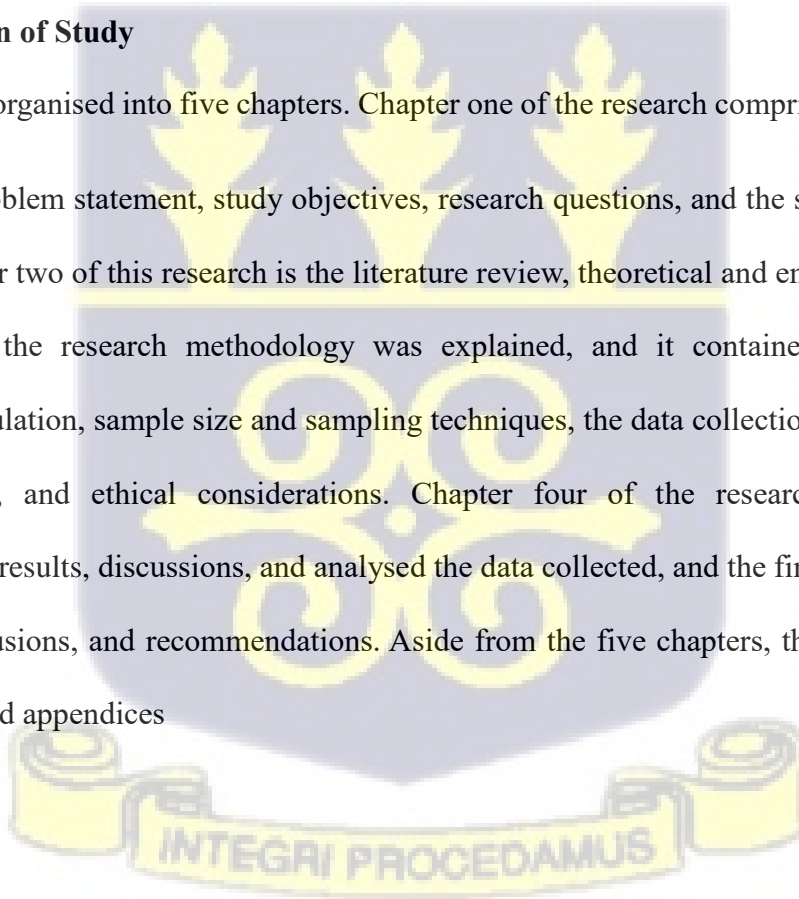 n of Study
organised into five chapters. Chapter one of the research compri
blem statement, study objectives, research questions, and the s
r two of this research is the literature review, theoretical and e
the research methodology was explained, and it containe
ulation, sample size and sampling techniques, the data collectio
, and ethical considerations. Chapter four of the researc
results, discussions, and analysed the data collected, and the fi
usions, and recommendations. Aside from the five chapters, th
d appendices
INTEGRI PROCEDAMUS